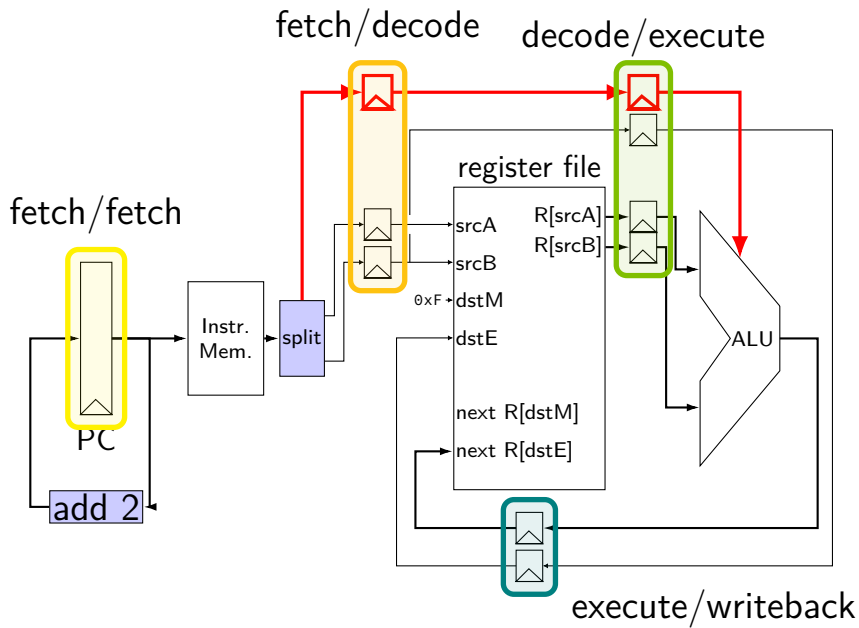 fetch/decode
decode/execute
register file
fetch/fetch
srcA
R[srcA]
srcB
R[srcB]
0xF
dstM
Instr.
Mem.
split
dstE
ALU
next R[dstM]
PC
next R[dstE]
add 2
execute/writeback